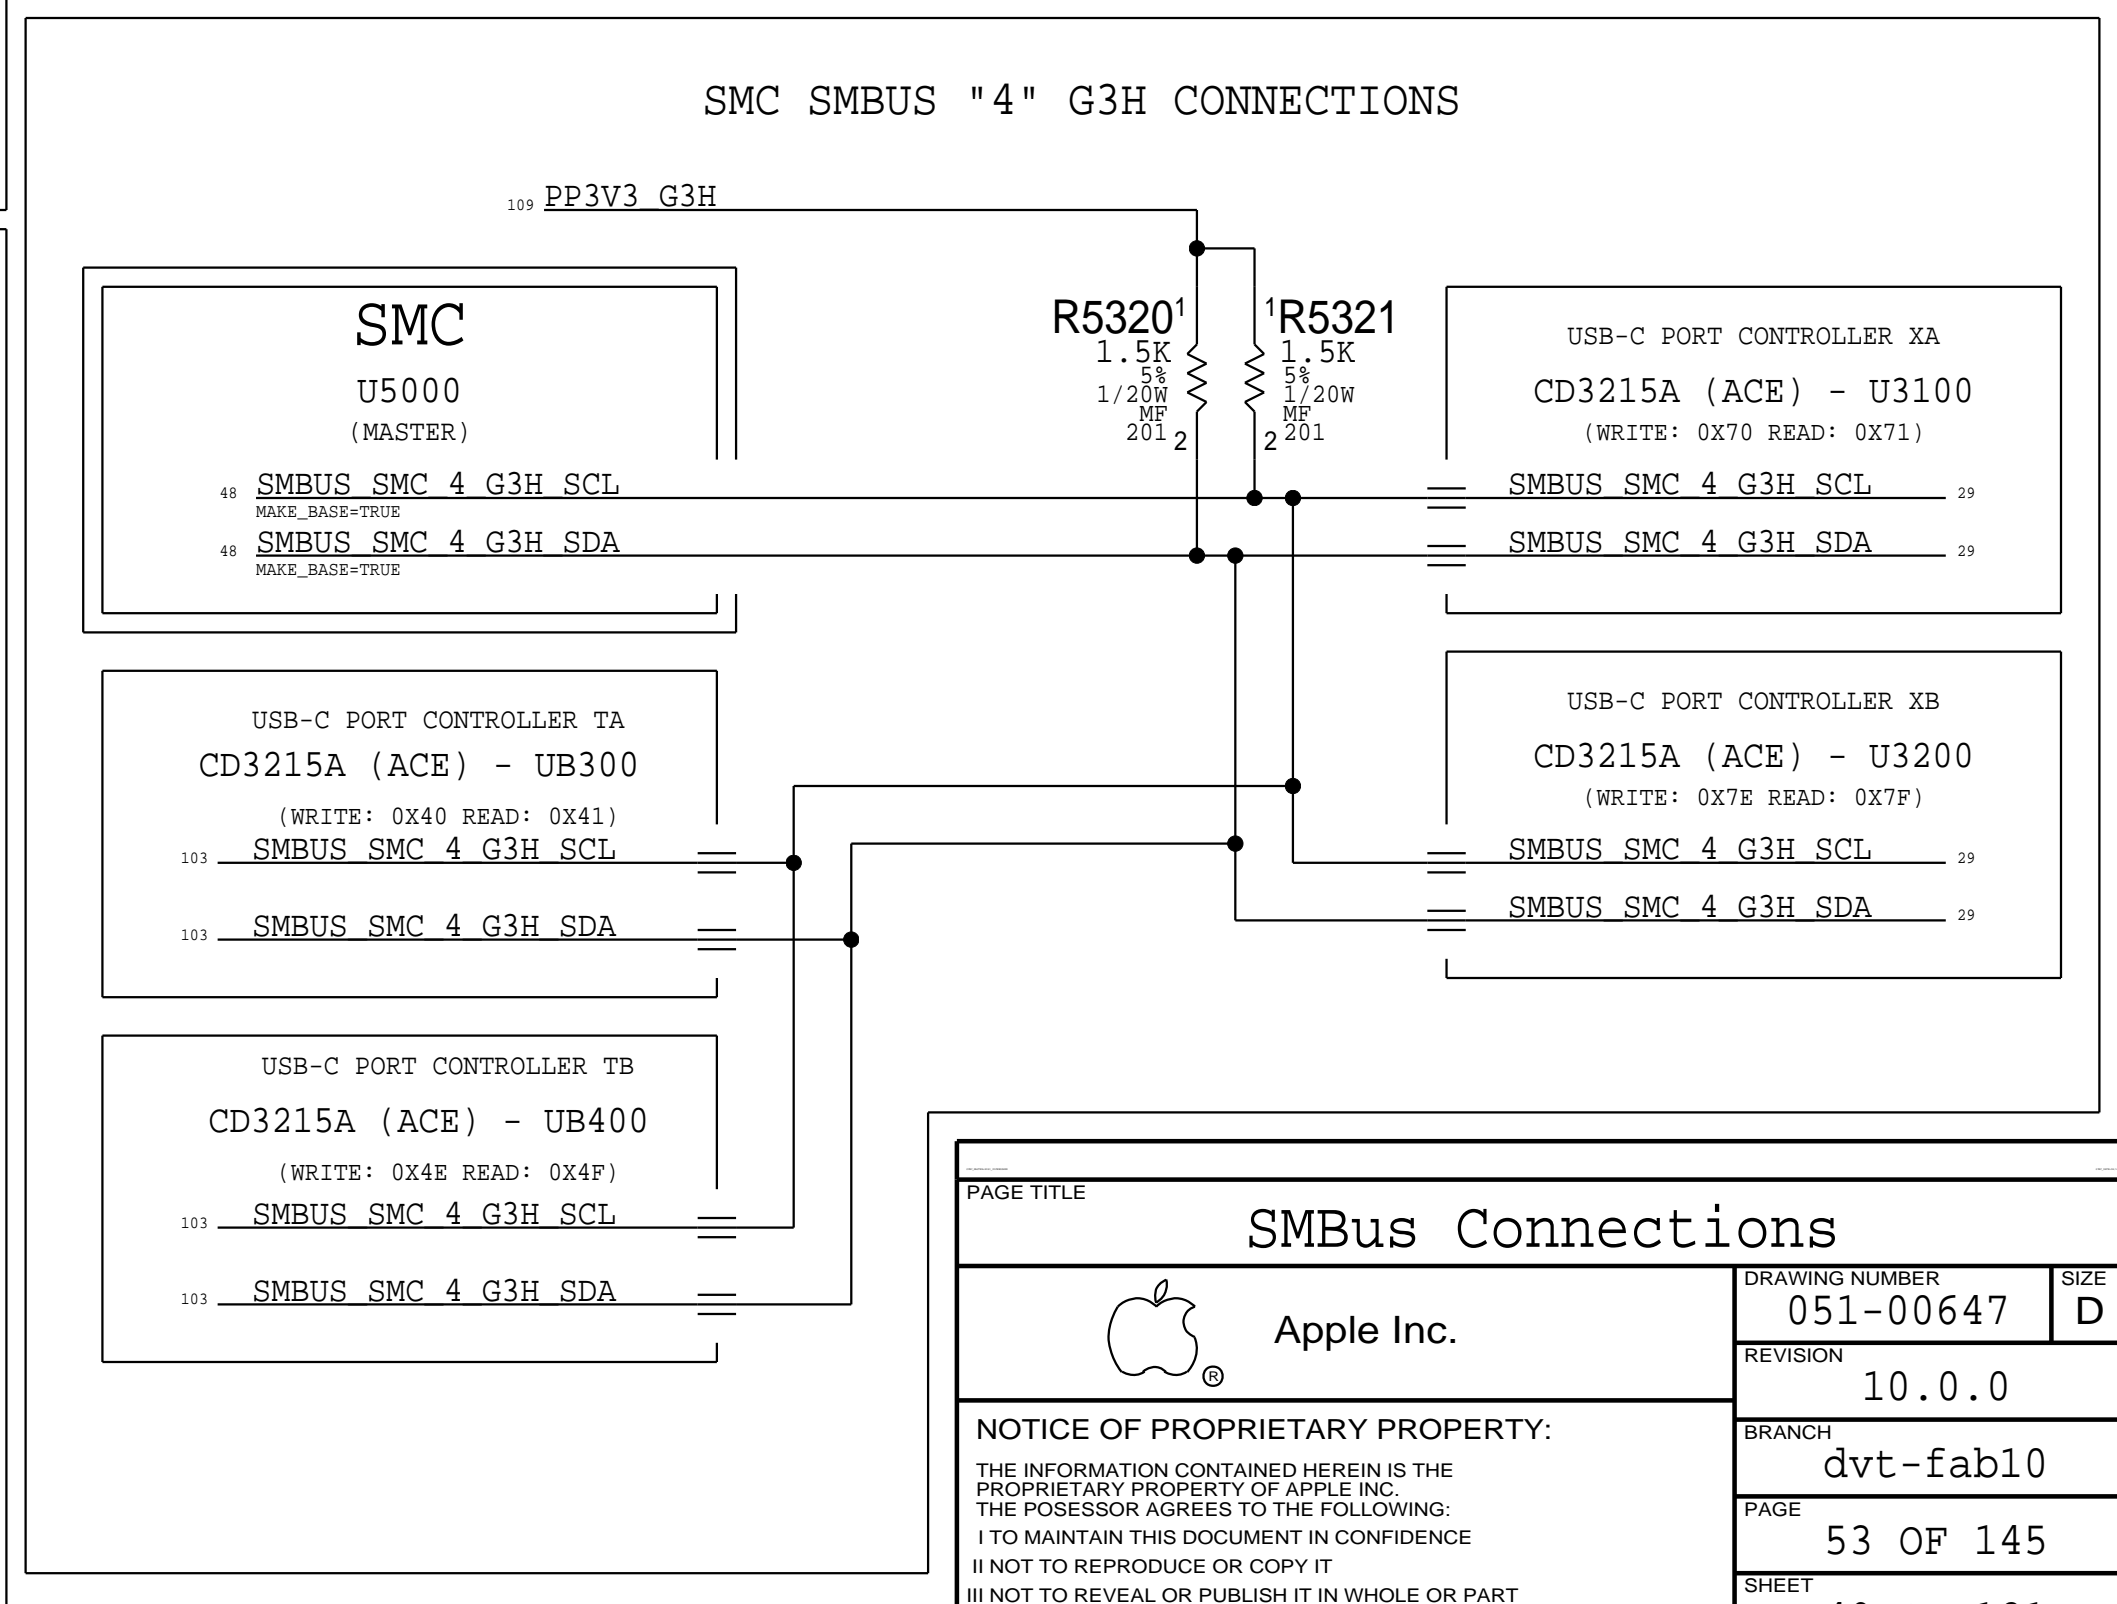 SMC SMBUS "4" G3H CONNECTIONS
109 PP3V3_G3H
SMC
U5000
(MASTER)
48 SMBUS_SMC_4_G3H_SCL
MAKE_BASE=TRUE
48 SMBUS_SMC_4_G3H_SDA
MAKE_BASE=TRUE
R5320 1
1.5K
5%
1/20W
MF
201
2
1 R5321
1.5K
5%
1/20W
MF
201
2
USB-C PORT CONTROLLER XA
CD3215A (ACE) - U3100
(WRITE: 0X70 READ: 0X71)
SMBUS_SMC_4_G3H_SCL 29
SMBUS_SMC_4_G3H_SDA 29
USB-C PORT CONTROLLER TA
CD3215A (ACE) - UB300
(WRITE: 0X40 READ: 0X41)
103 SMBUS_SMC_4_G3H_SCL
103 SMBUS_SMC_4_G3H_SDA
USB-C PORT CONTROLLER XB
CD3215A (ACE) - U3200
(WRITE: 0X7E READ: 0X7F)
SMBUS_SMC_4_G3H_SCL 29
SMBUS_SMC_4_G3H_SDA 29
USB-C PORT CONTROLLER TB
CD3215A (ACE) - UB400
(WRITE: 0X4E READ: 0X4F)
103 SMBUS_SMC_4_G3H_SCL
103 SMBUS_SMC_4_G3H_SDA
PAGE TITLE
SMBus Connections
Apple Inc.
®
DRAWING NUMBER
051-00647
SIZE
D
REVISION
10.0.0
BRANCH
dvt-fab10
PAGE
53 OF 145
SHEET
NOTICE OF PROPRIETARY PROPERTY:
THE INFORMATION CONTAINED HEREIN IS THE
PROPRIETARY PROPERTY OF APPLE INC.
THE POSESSOR AGREES TO THE FOLLOWING:
I TO MAINTAIN THIS DOCUMENT IN CONFIDENCE
II NOT TO REPRODUCE OR COPY IT
III NOT TO REVEAL OR PUBLISH IT IN WHOLE OR PART